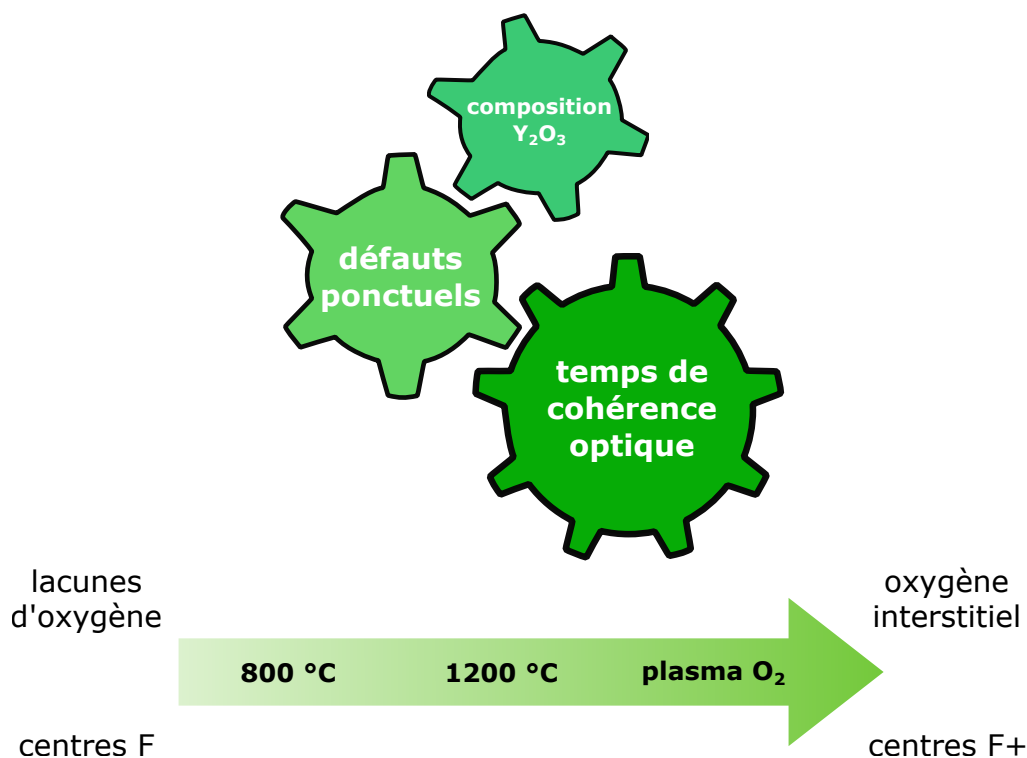 composition
Y₂O₃
défauts
ponctuels
temps de
cohérence
optique
lacunes
d'oxygène
oxygène
interstitiel
800 °C 1200 °C plasma O₂
centres F
centres F+